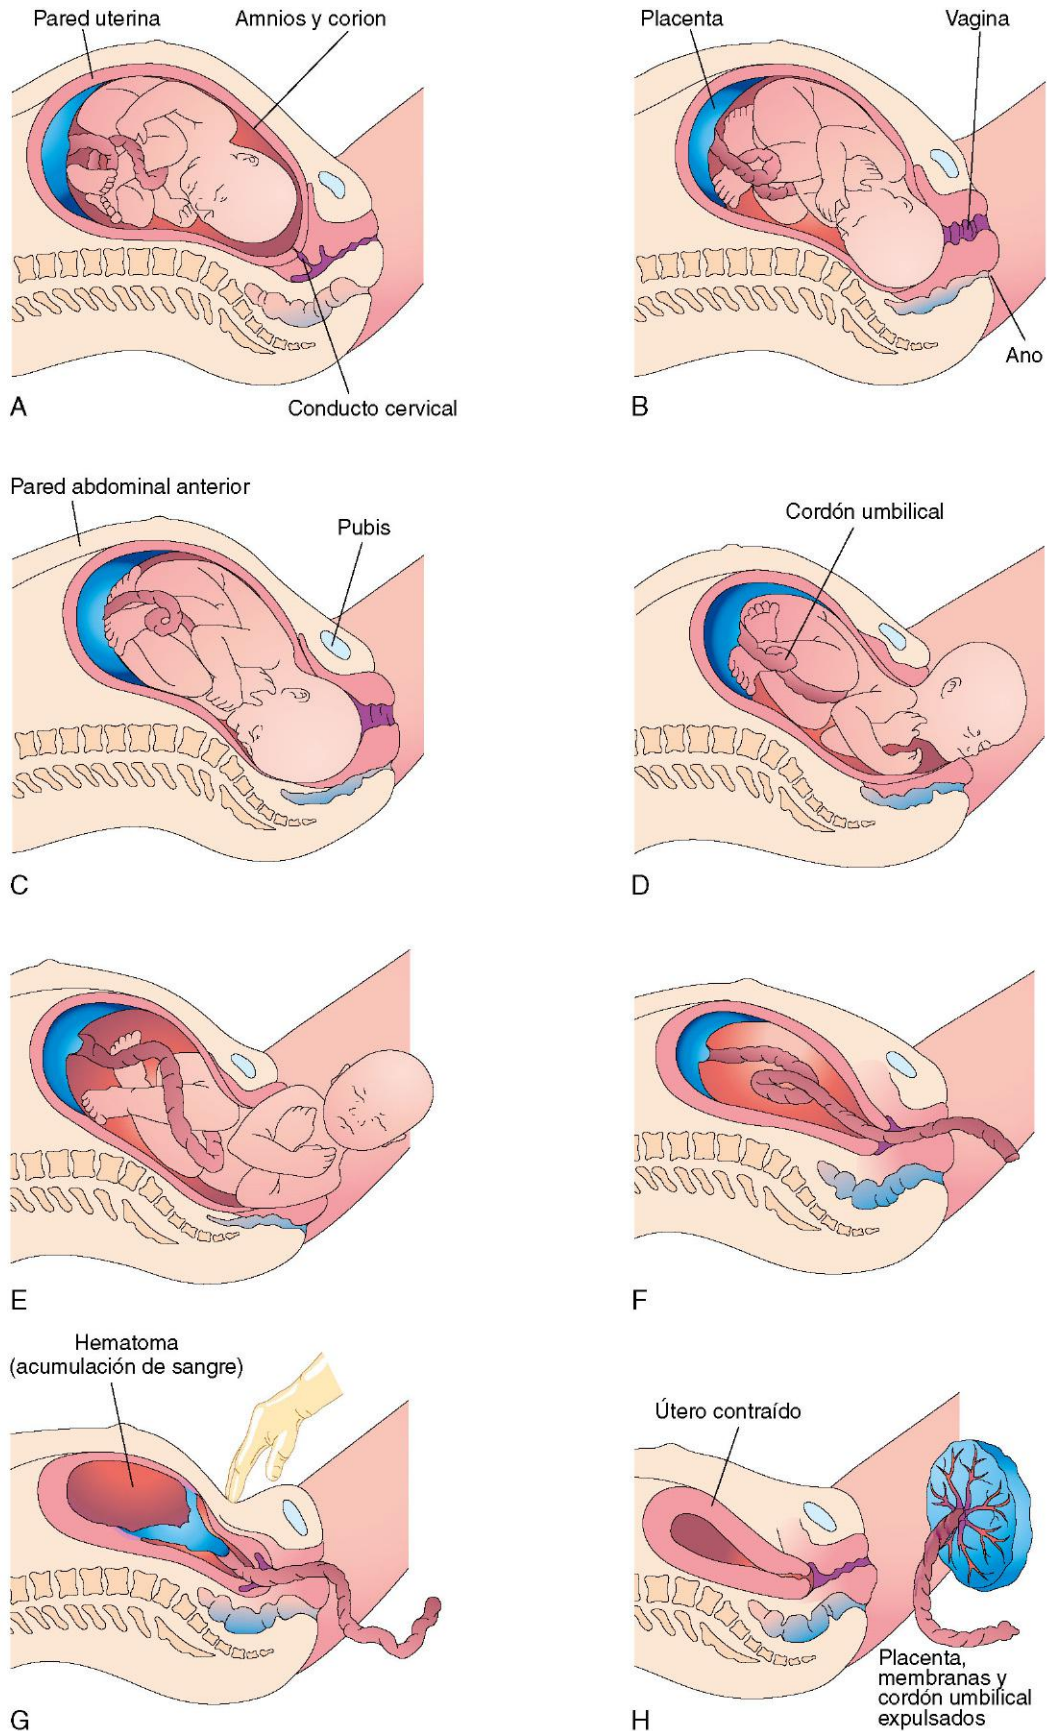 Pared uterina
Amnios y corion
Placenta
Vagina
Ano
Conducto cervical
A
B
Pared abdominal anterior
Pubis
Cordón umbilical
C
D
E
F
Hematoma
(acumulación de sangre)
Útero contraído
Placenta,
membranas y
cordón umbilical
expulsados
G
H